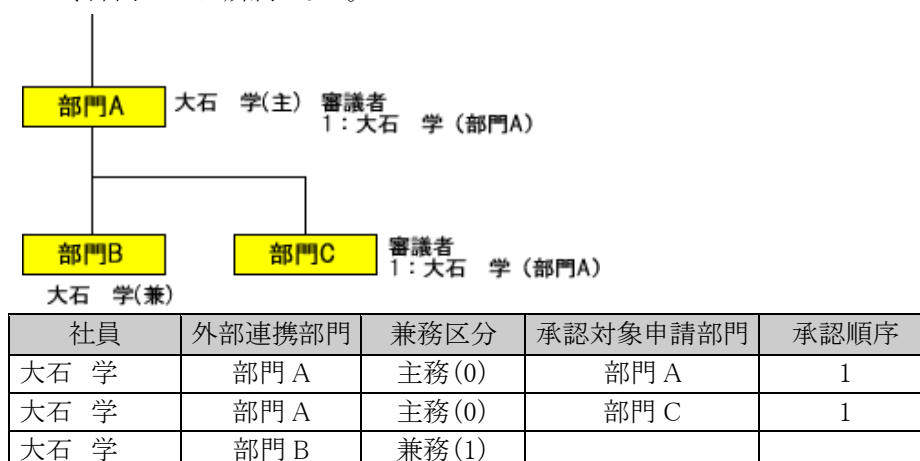 部門A 大石 学(主) 審議者
1：大石 学（部門A）
部門B 部門C 審議者
1：大石 学（部門A）
大石 学(兼)
社員 外部連携部門 兼務区分 承認対象申請部門 承認順序
大石 学 部門A 主務(0) 部門A 1
大石 学 部門A 主務(0) 部門C 1
大石 学 部門B 兼務(1)